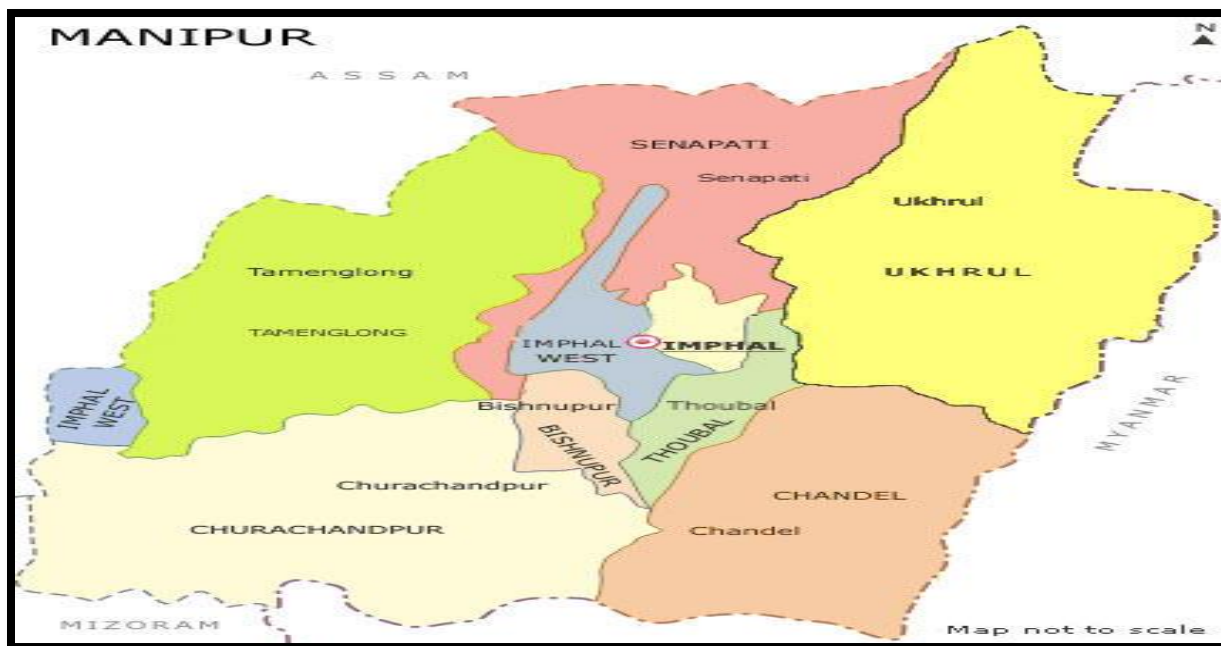 MANIPUR
N
ASSAM
SENAPATI
Senapati
Ukhrul
Tamenglong
UKHRUL
TAMENGLONG
IMPHAL
WEST
IMPHAL
IMPHAL
WEST
Bishnupur
Thoubal
BISHNUPUR
THOUBAL
MYANMAR
Churachandpur
CHANDEL
CHURACHANDPUR
Chandel
MIZORAM
Map not to scale